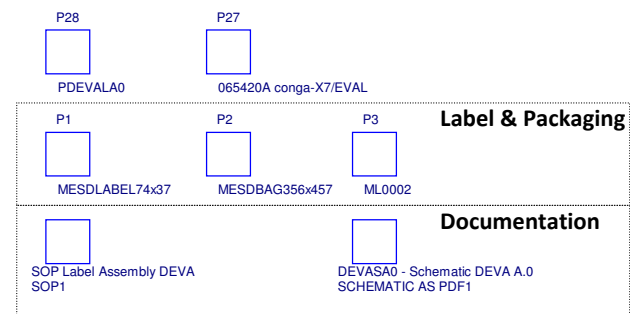 P28 P27
PDEVALA0 065420A conga-X7/EVAL
Label & Packaging
P1 P2 P3
MESDLABEL74x37 MESDBAG356x457 ML0002
Documentation
SOP Label Assembly DEVA DEVASA0 - Schematic DEVA A.0
SOP1 SCHEMATIC AS PDF1